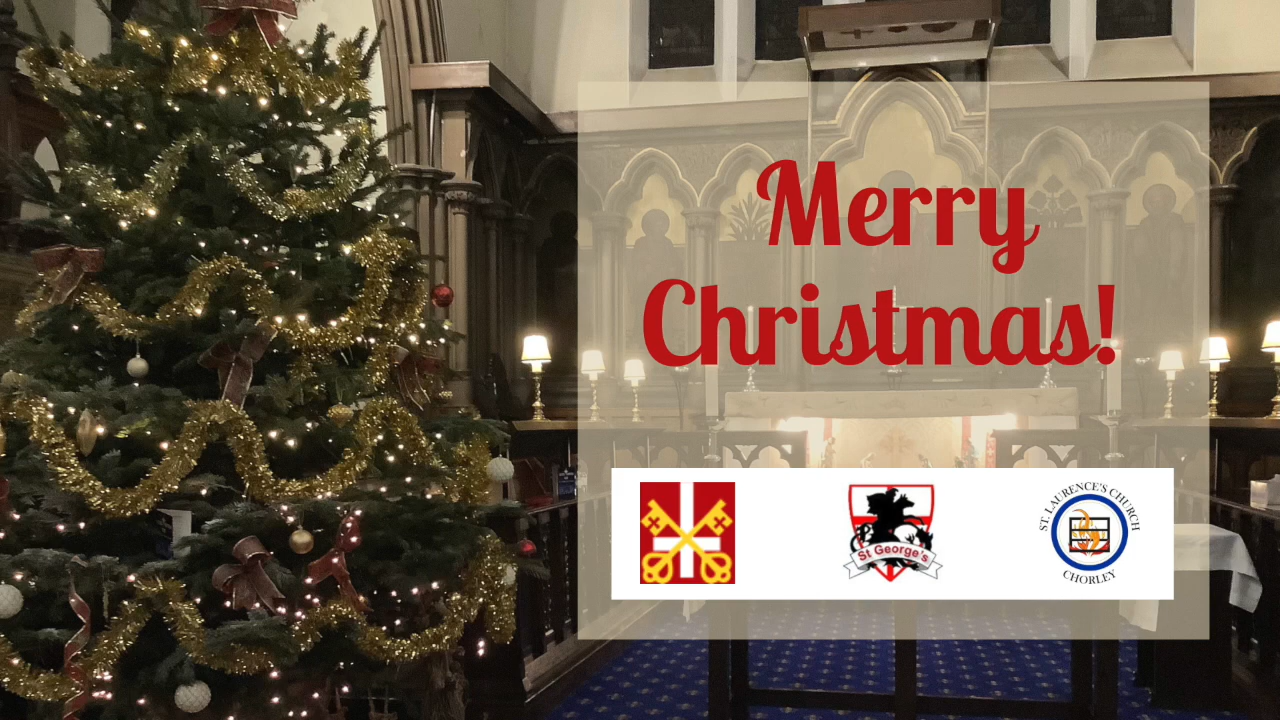 Merry
Christmas!
St George's
ST. LAURENCE'S CHURCH
CHORLEY